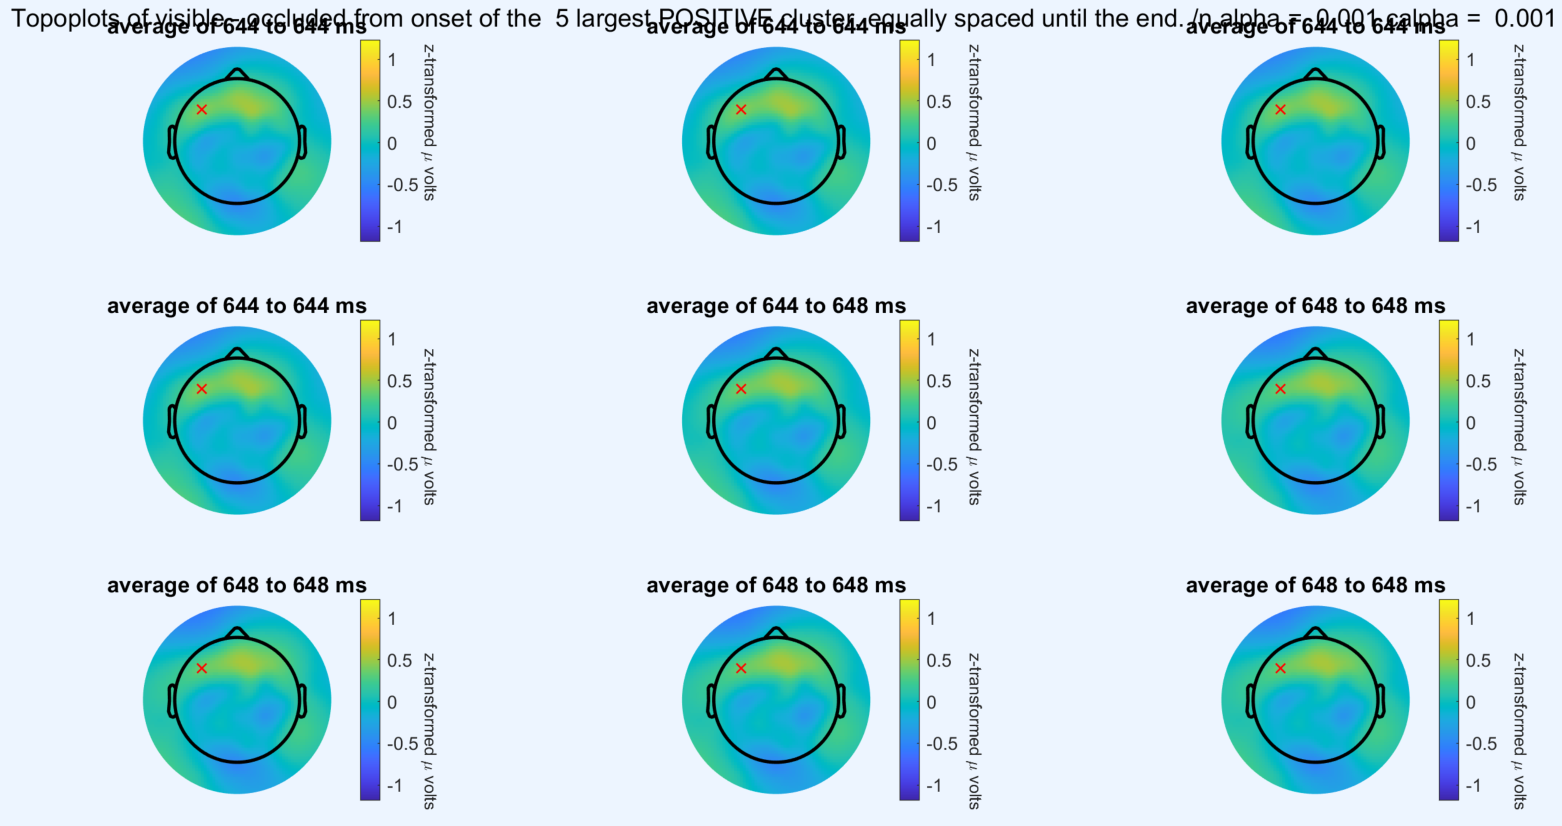 Topoplots of visible - occluded from onset of the  5 largest POSITIVE cluster, equally spaced until the end. /n alpha =  0.001 calpha =  0.001
average of 644 to 644 ms
1
0.5
0
-0.5
-1
z-transformed μ volts
average of 644 to 644 ms
1
0.5
0
-0.5
-1
z-transformed μ volts
average of 644 to 644 ms
1
0.5
0
-0.5
-1
z-transformed μ volts
average of 644 to 644 ms
1
0.5
0
-0.5
-1
z-transformed μ volts
average of 644 to 648 ms
1
0.5
0
-0.5
-1
z-transformed μ volts
average of 648 to 648 ms
1
0.5
0
-0.5
-1
z-transformed μ volts
average of 648 to 648 ms
1
0.5
0
-0.5
-1
z-transformed μ volts
average of 648 to 648 ms
1
0.5
0
-0.5
-1
z-transformed μ volts
average of 648 to 648 ms
1
0.5
0
-0.5
-1
z-transformed μ volts